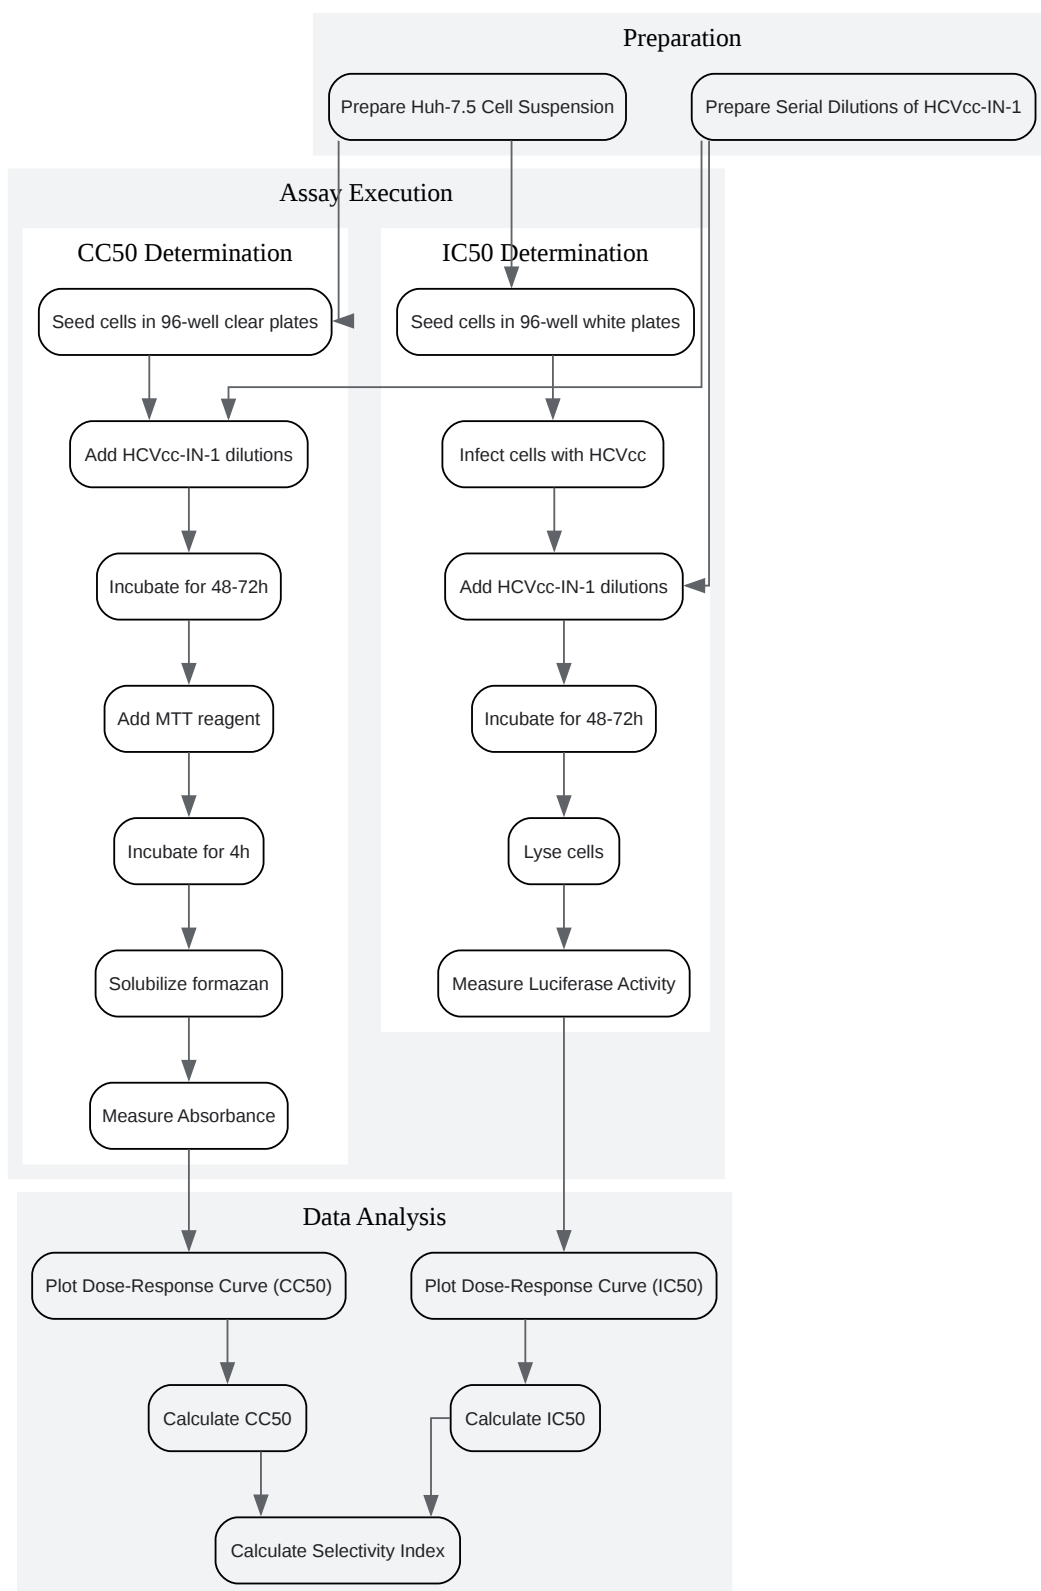 Preparation
Prepare Huh-7.5 Cell Suspension
Prepare Serial Dilutions of HCVcc-IN-1
Assay Execution
CC50 Determination
Seed cells in 96-well clear plates
Add HCVcc-IN-1 dilutions
Incubate for 48-72h
Add MTT reagent
Incubate for 4h
Solubilize formazan
Measure Absorbance
IC50 Determination
Seed cells in 96-well white plates
Infect cells with HCVcc
Add HCVcc-IN-1 dilutions
Incubate for 48-72h
Lyse cells
Measure Luciferase Activity
Data Analysis
Plot Dose-Response Curve (CC50)
Plot Dose-Response Curve (IC50)
Calculate CC50
Calculate IC50
Calculate Selectivity Index